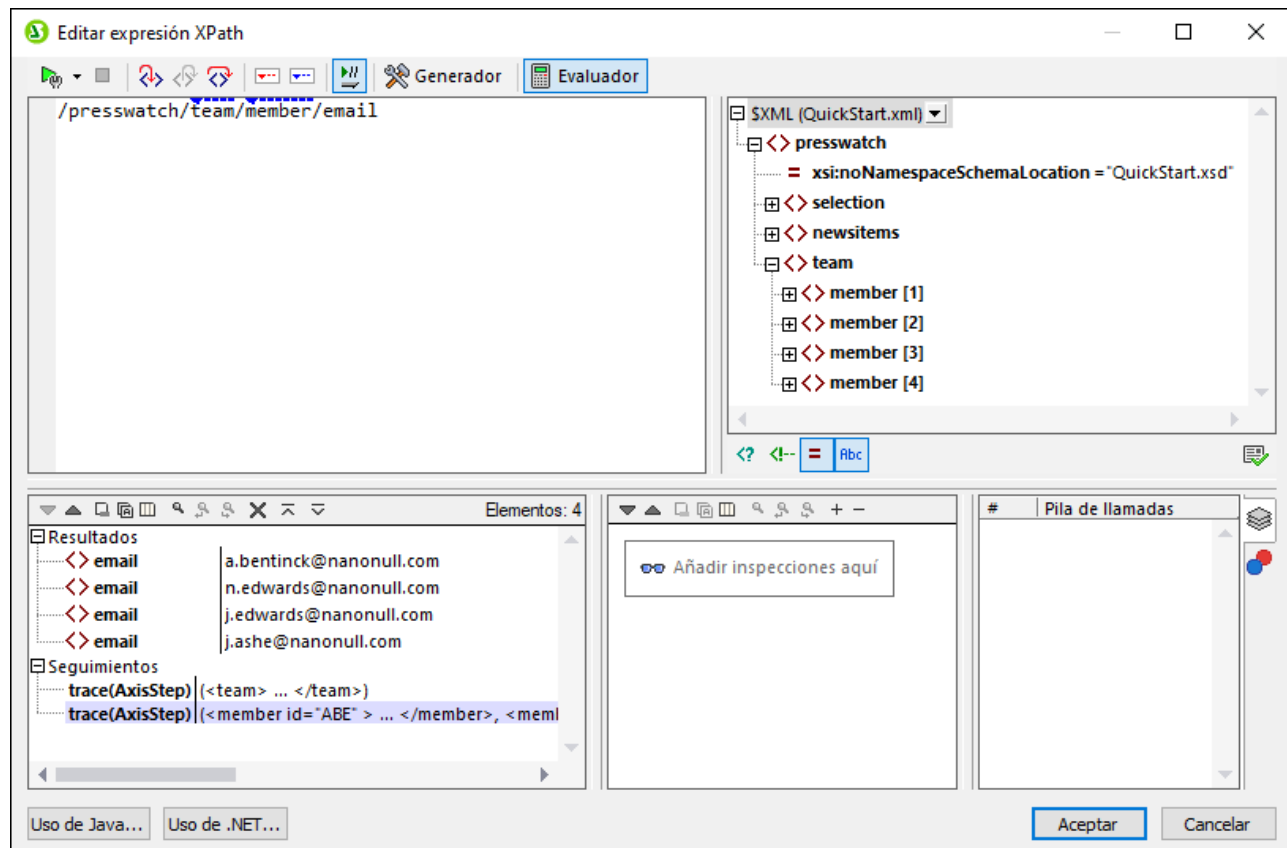 Editar expresión XPath
Generador
Evaluador
/presswatch/team/member/email
$XML (QuickStart.xml)
<> presswatch
= xsi:noNamespaceSchemaLocation ="QuickStart.xsd"
<> selection
<> newsitems
<> team
<> member [1]
<> member [2]
<> member [3]
<> member [4]
<? <!-- = Abc
Elementos: 4
Resultados
<> email a.bentinck@nanonull.com
<> email n.edwards@nanonull.com
<> email j.edwards@nanonull.com
<> email j.ashe@nanonull.com
Seguimientos
trace(AxisStep) (<team> ... </team>)
trace(AxisStep) (<member id="ABE" > ... </member>, <meml
Añadir inspecciones aquí
# Pila de llamadas
Uso de Java...
Uso de .NET...
Aceptar
Cancelar